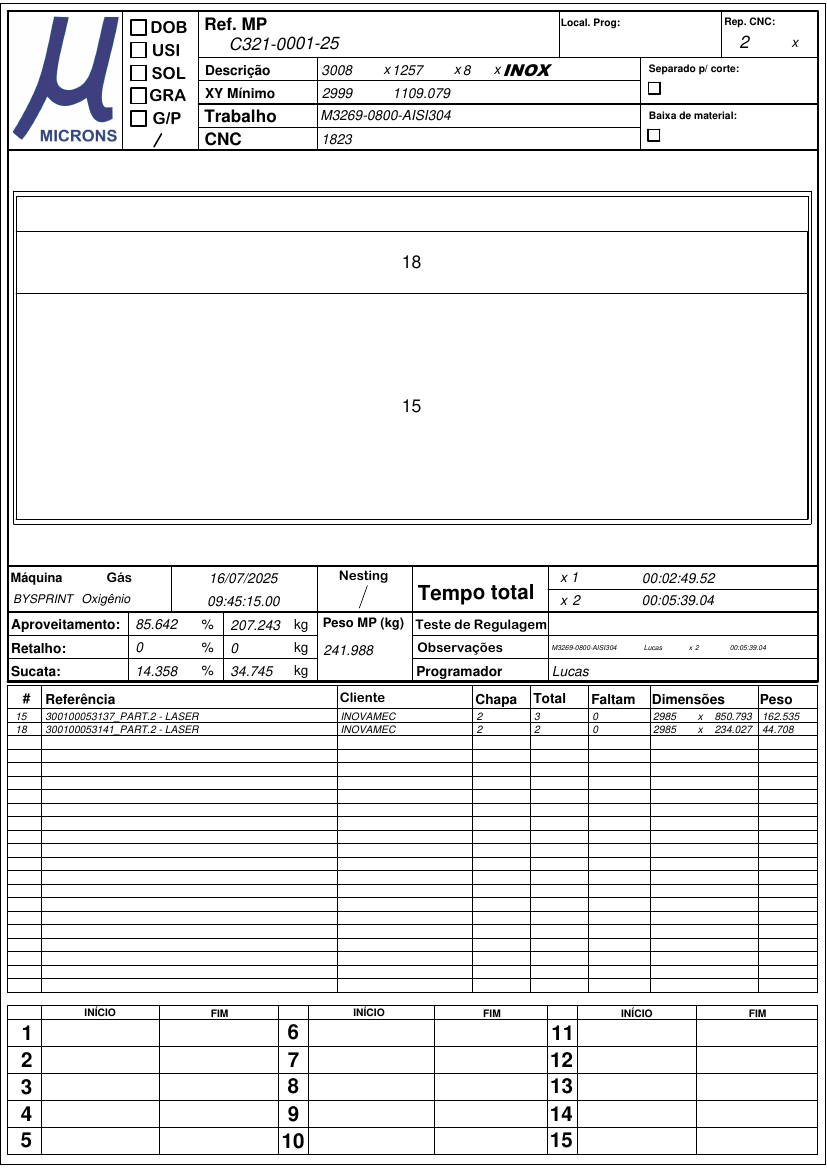 µ
MICRONS
DOB
USI
SOL
GRA
G/P
/
Ref. MP
C321-0001-25
Local. Prog:
Rep. CNC:
2 x
Descrição 3008 x 1257 x 8 x INOX
XY Mínimo 2999 1109.079
Trabalho M3269-0800-AISI304
CNC 1823
Separado p/ corte:
Baixa de material:
18
15
Máquina Gás
BYSPRINT Oxigênio
16/07/2025
09:45:15.00
Nesting
/
Tempo total
x 1 00:02:49.52
x 2 00:05:39.04
Aproveitamento: 85.642 % 207.243 kg
Retalho: 0 % 0 kg
Sucata: 14.358 % 34.745 kg
Peso MP (kg)
241.988
Teste de Regulagem
Observações M3269-0800-AISI304 Lucas x 2 00:05:39.04
Programador Lucas
# Referência Cliente Chapa Total Faltam Dimensões Peso
15 300100053137_PART.2 - LASER INOVAMEC 2 3 0 2985 x 850.793 162.535
18 300100053141_PART.2 - LASER INOVAMEC 2 2 0 2985 x 234.027 44.708
INÍCIO FIM INÍCIO FIM INÍCIO FIM
1 6 11
2 7 12
3 8 13
4 9 14
5 10 15